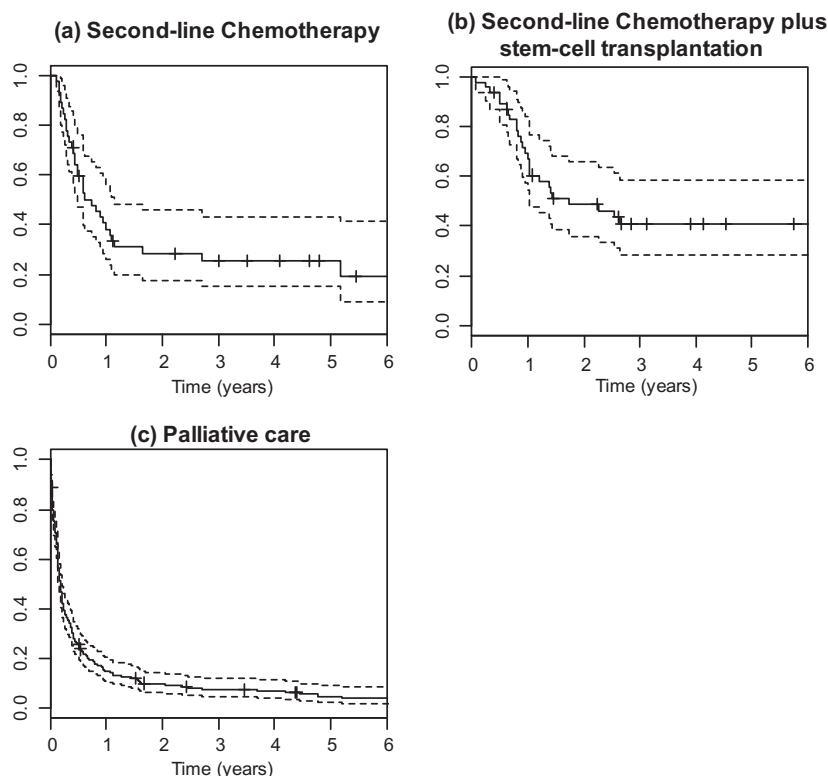 (a) Second-line Chemotherapy
1.0
0.8
0.6
0.4
0.2
0.0
0 1 2 3 4 5 6
Time (years)
(b) Second-line Chemotherapy plus
stem-cell transplantation
1.0
0.8
0.6
0.4
0.2
0.0
0 1 2 3 4 5 6
Time (years)
(c) Palliative care
1.0
0.8
0.6
0.4
0.2
0.0
0 1 2 3 4 5 6
Time (years)